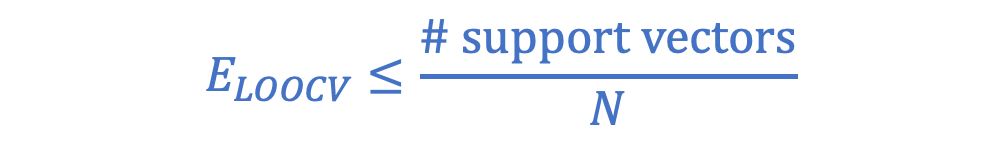 E_LOOCV ≤ # support vectors / N